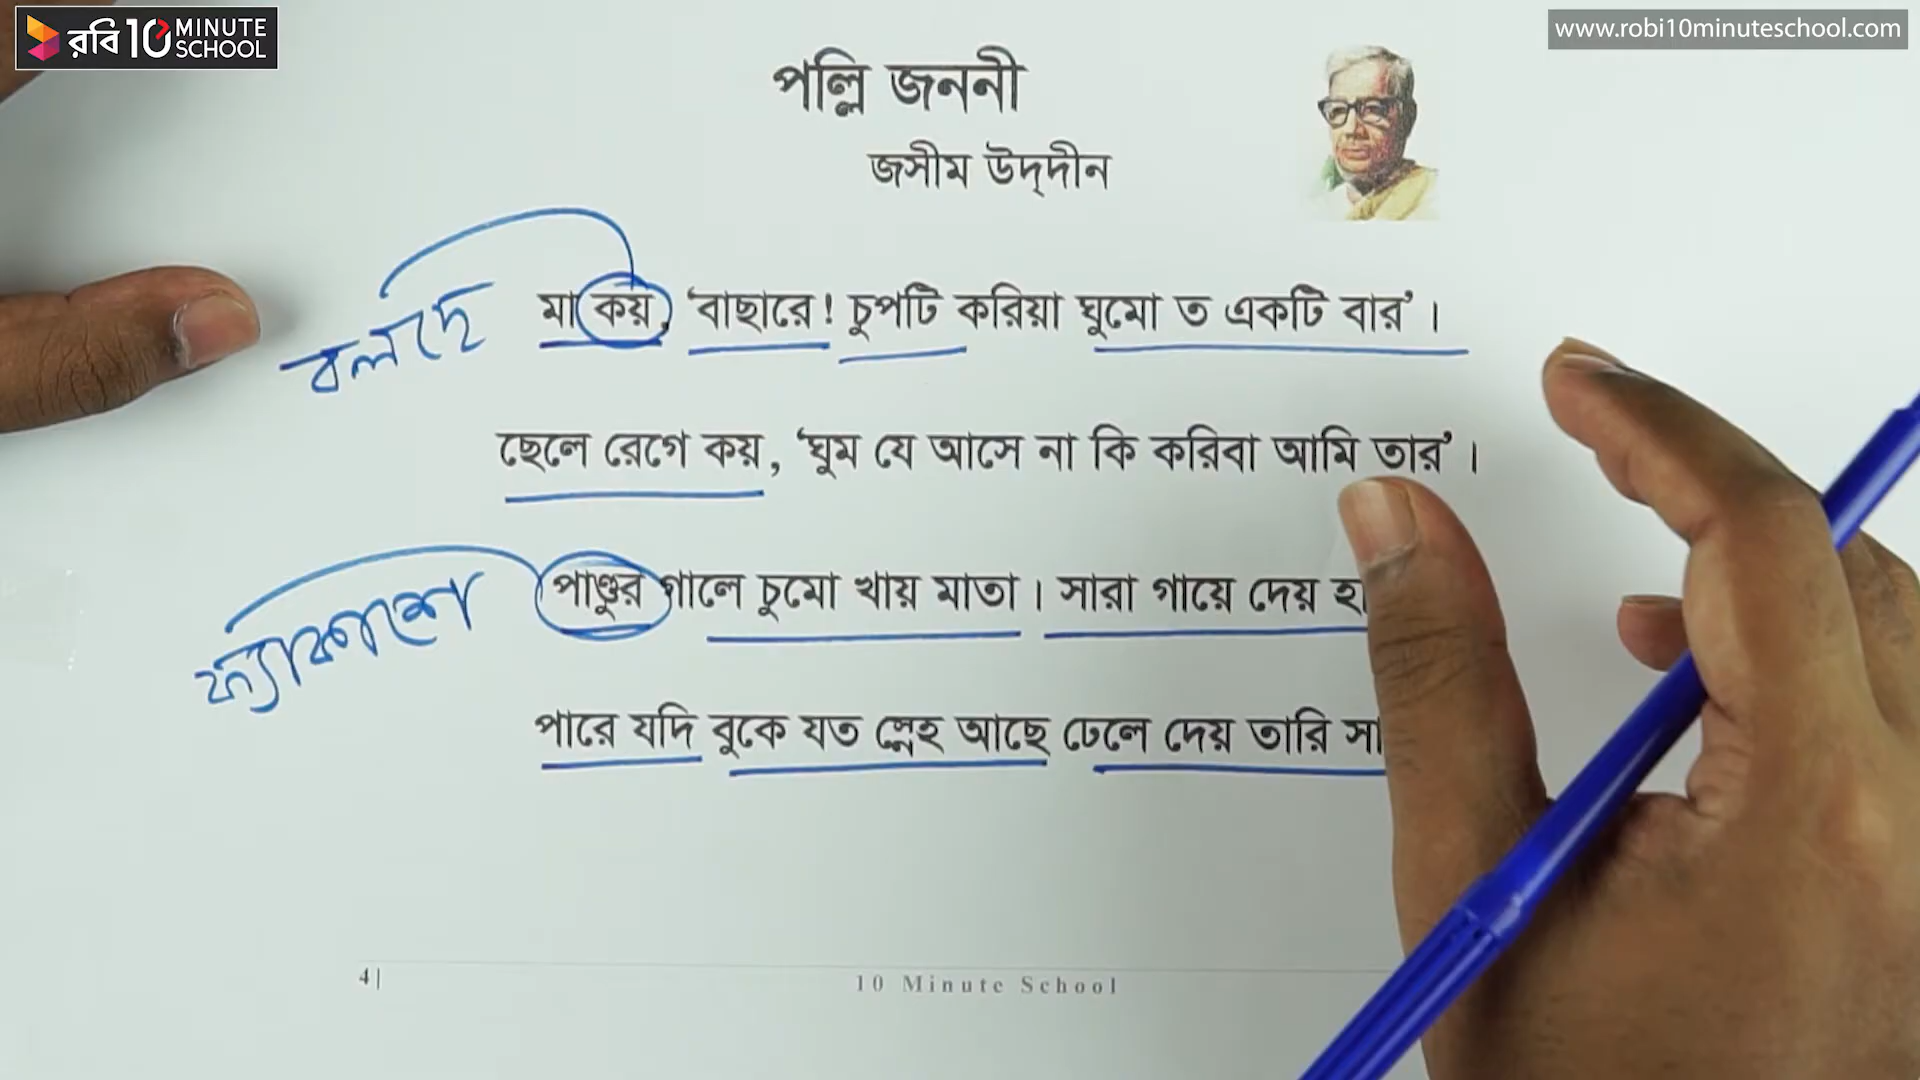 রবি 10 MINUTE SCHOOL
www.robi10minuteschool.com
পল্লি জননী
জসীম উদ্‌দীন
বলছে
মা কয়, ‘বাছারে! চুপটি করিয়া ঘুমো ত একটি বার’।
ছেলে রেগে কয়, ‘ঘুম যে আসে না কি করিবা আমি তার’।
ফ্যাকাশে
পাণ্ডুর গালে চুমো খায় মাতা। সারা গায়ে দেয়
পারে যদি বুকে যত স্নেহ আছে ঢেলে দেয় তারি
4|
10 Minute School